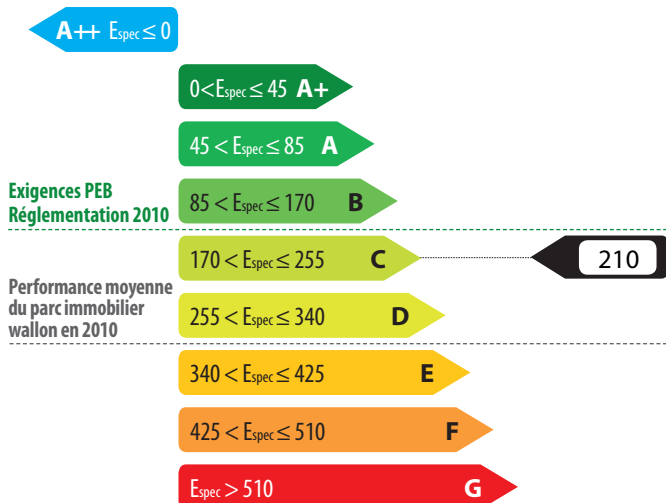 A++ Espec ≤ 0
0 < Espec ≤ 45 A+
45 < Espec ≤ 85 A
Exigences PEB
Réglementation 2010
85 < Espec ≤ 170 B
170 < Espec ≤ 255 C
210
Performance moyenne
du parc immobilier
wallon en 2010
255 < Espec ≤ 340 D
340 < Espec ≤ 425 E
425 < Espec ≤ 510 F
Espec > 510 G